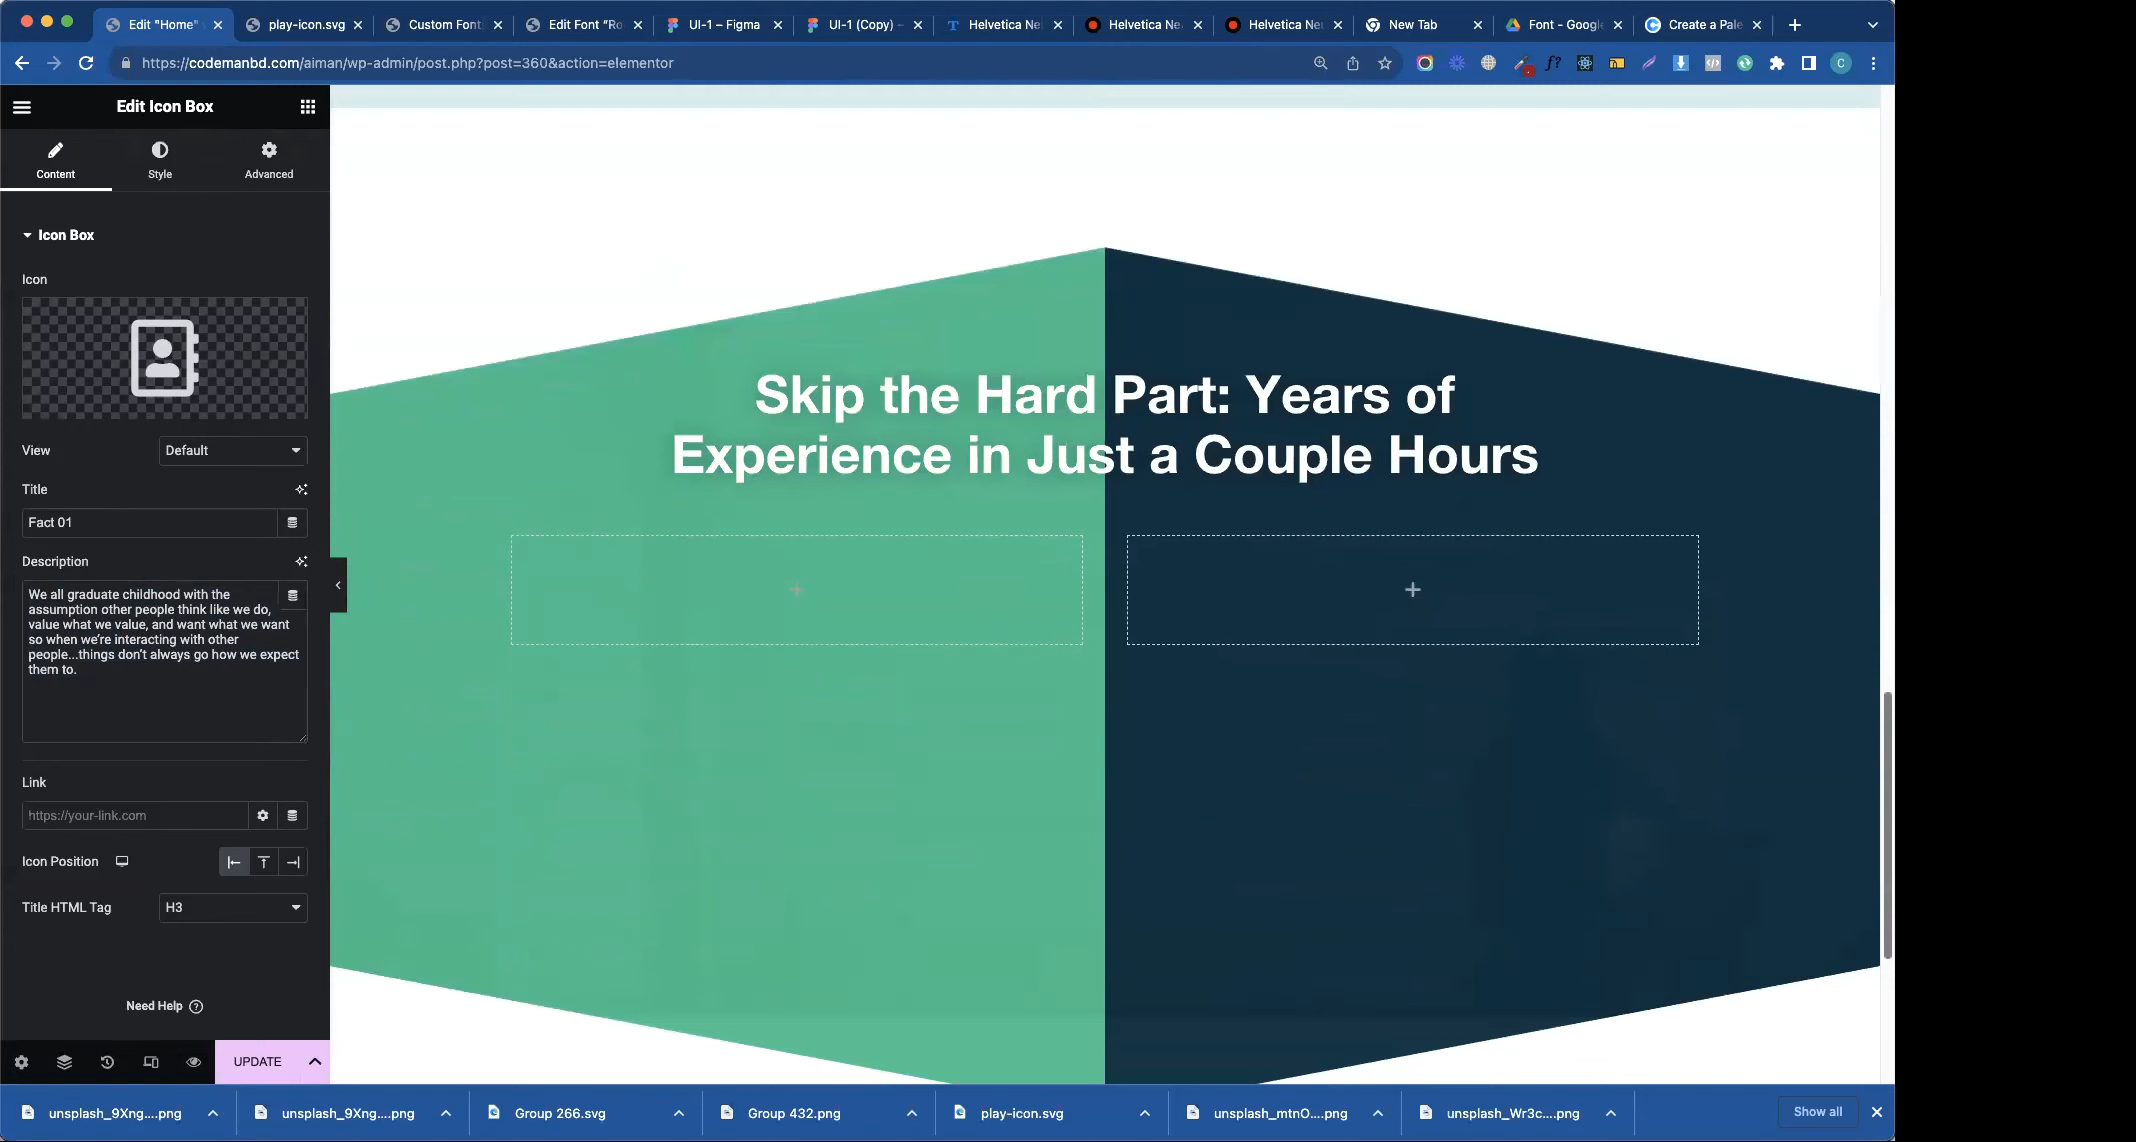 Edit "Home"
play-icon.svg
Custom Font
Edit Font “Ro
UI-1 – Figma
UI-1 (Copy) –
Helvetica Ne
Helvetica Ne
Helvetica Neu
New Tab
Font - Google
Create a Pale
https://codemanbd.com/aiman/wp-admin/post.php?post=360&action=elementor
f?
C
Edit Icon Box
Content
Style
Advanced
Icon Box
Icon
View
Default
Title
Fact 01
Description
We all graduate childhood with the
assumption other people think like we do,
value what we value, and want what we want
so when we're interacting with other
people...things don't always go how we expect
them to.
Link
https://your-link.com
Icon Position
Title HTML Tag
H3
Need Help
UPDATE
Skip the Hard Part: Years of
Experience in Just a Couple Hours
unsplash_9Xng....png
unsplash_9Xng....png
Group 266.svg
Group 432.png
play-icon.svg
unsplash_mtnO....png
unsplash_Wr3c....png
Show all